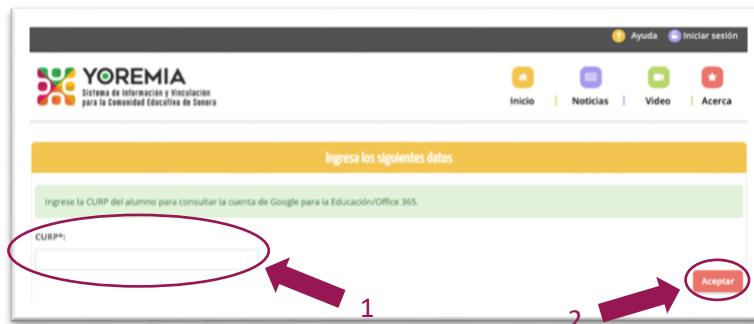 Ayuda Iniciar sesión
YOREMIA
Sistema de Información y Vinculación
para la Comunidad Educativa de Sonora
Inicio Noticias Video Acerca
Ingresa los siguientes datos
Ingrese la CURP del alumno para consultar la cuenta de Google para la Educación/Office 365.
CURP*:
Aceptar
1
2